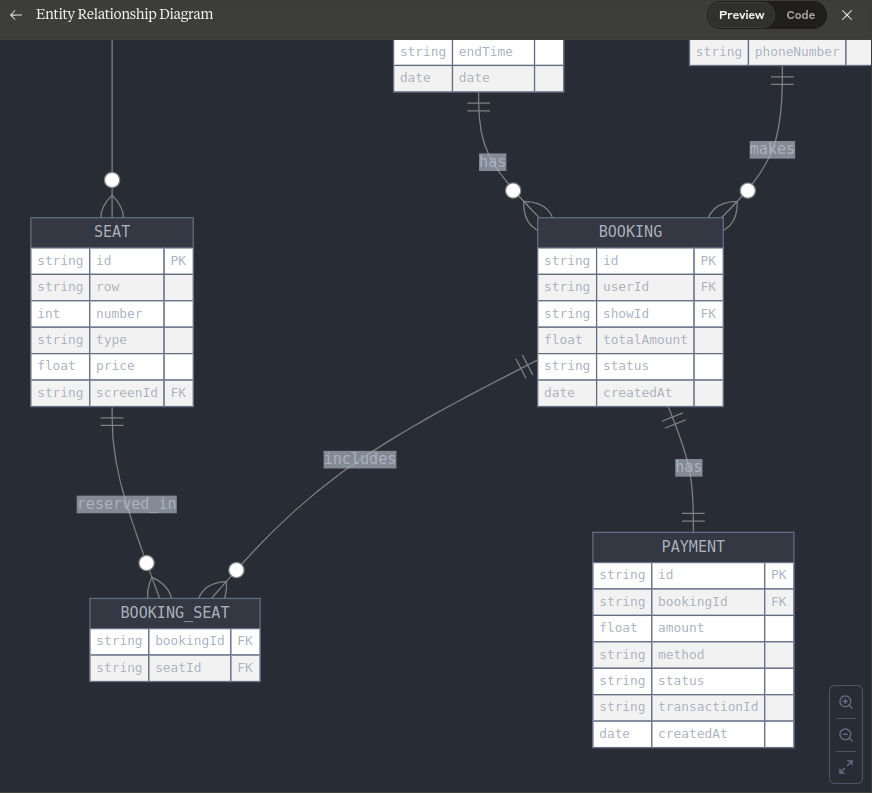 Entity Relationship Diagram
Preview Code
string endTime
date date
string phoneNumber
has
makes
SEAT
string id PK
string row
int number
string type
float price
string screenId FK
BOOKING
string id PK
string userId FK
string showId FK
float totalAmount
string status
date createdAt
includes
has
reserved_in
BOOKING_SEAT
string bookingId FK
string seatId FK
PAYMENT
string id PK
string bookingId FK
float amount
string method
string status
string transactionId
date createdAt